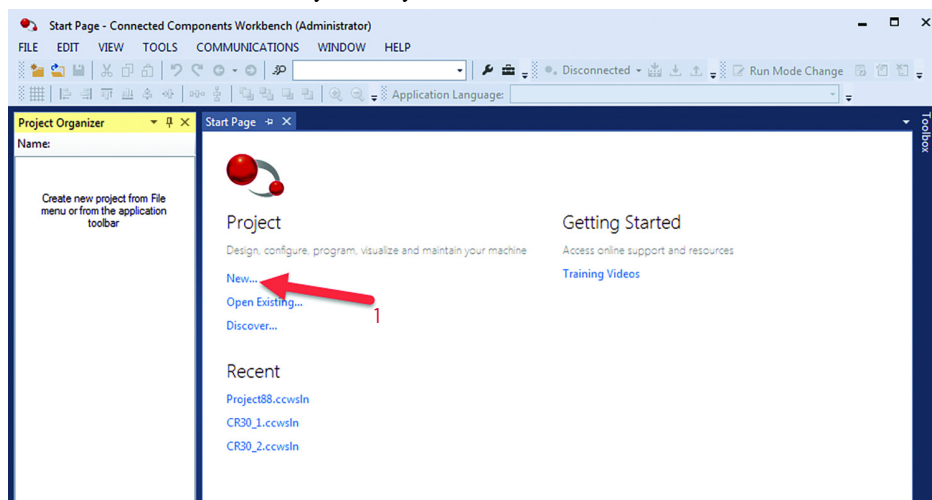 Start Page - Connected Components Workbench (Administrator)
FILE EDIT VIEW TOOLS COMMUNICATIONS WINDOW HELP
Disconnected Run Mode Change
Application Language:
Project Organizer
Start Page
Toolbox
Name:
Create new project from File
menu or from the application
toolbar
Project
Design, configure, program, visualize and maintain your machine
New...
Open Existing...
1
Discover...
Getting Started
Access online support and resources
Training Videos
Recent
Project88.ccwsln
CR30_1.ccwsln
CR30_2.ccwsln